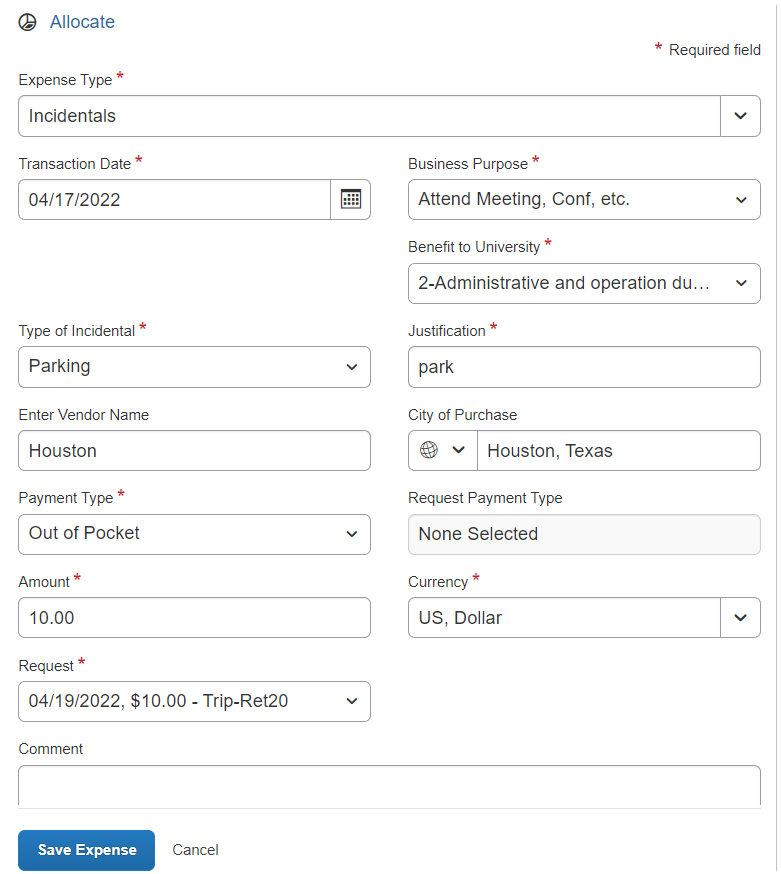 Allocate
* Required field
Expense Type *
Incidentals
Transaction Date *
Business Purpose *
04/17/2022
Attend Meeting, Conf, etc.
Benefit to University *
2-Administrative and operation du...
Type of Incidental *
Justification *
Parking
park
Enter Vendor Name
City of Purchase
Houston
Houston, Texas
Payment Type *
Request Payment Type
Out of Pocket
None Selected
Amount *
Currency *
10.00
US, Dollar
Request *
04/19/2022, $10.00 - Trip-Ret20
Comment
Save Expense
Cancel